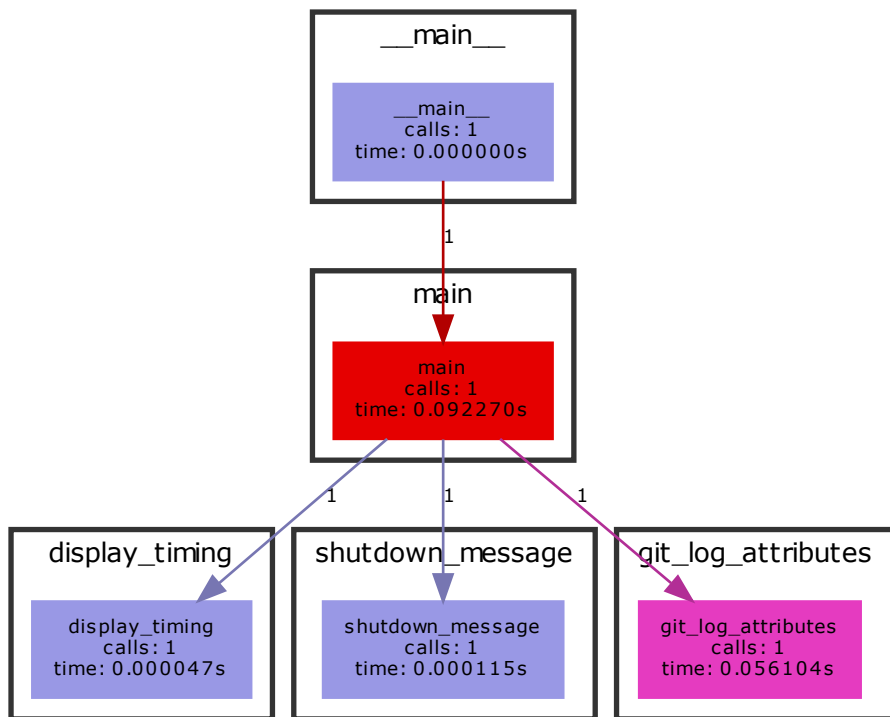 __main__
__main__
calls: 1
time: 0.000000s
1
main
main
calls: 1
time: 0.092270s
1
1
1
display_timing
display_timing
calls: 1
time: 0.000047s
shutdown_message
shutdown_message
calls: 1
time: 0.000115s
git_log_attributes
git_log_attributes
calls: 1
time: 0.056104s